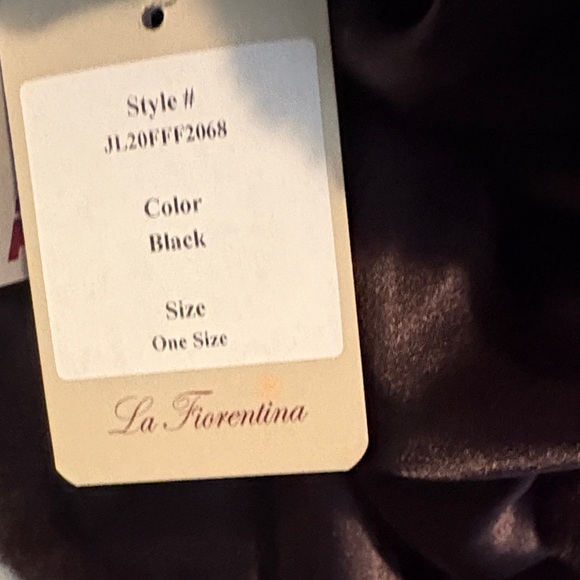 Style #
JL20FFF2068
Color
Black
Size
One Size
La Fiorentina